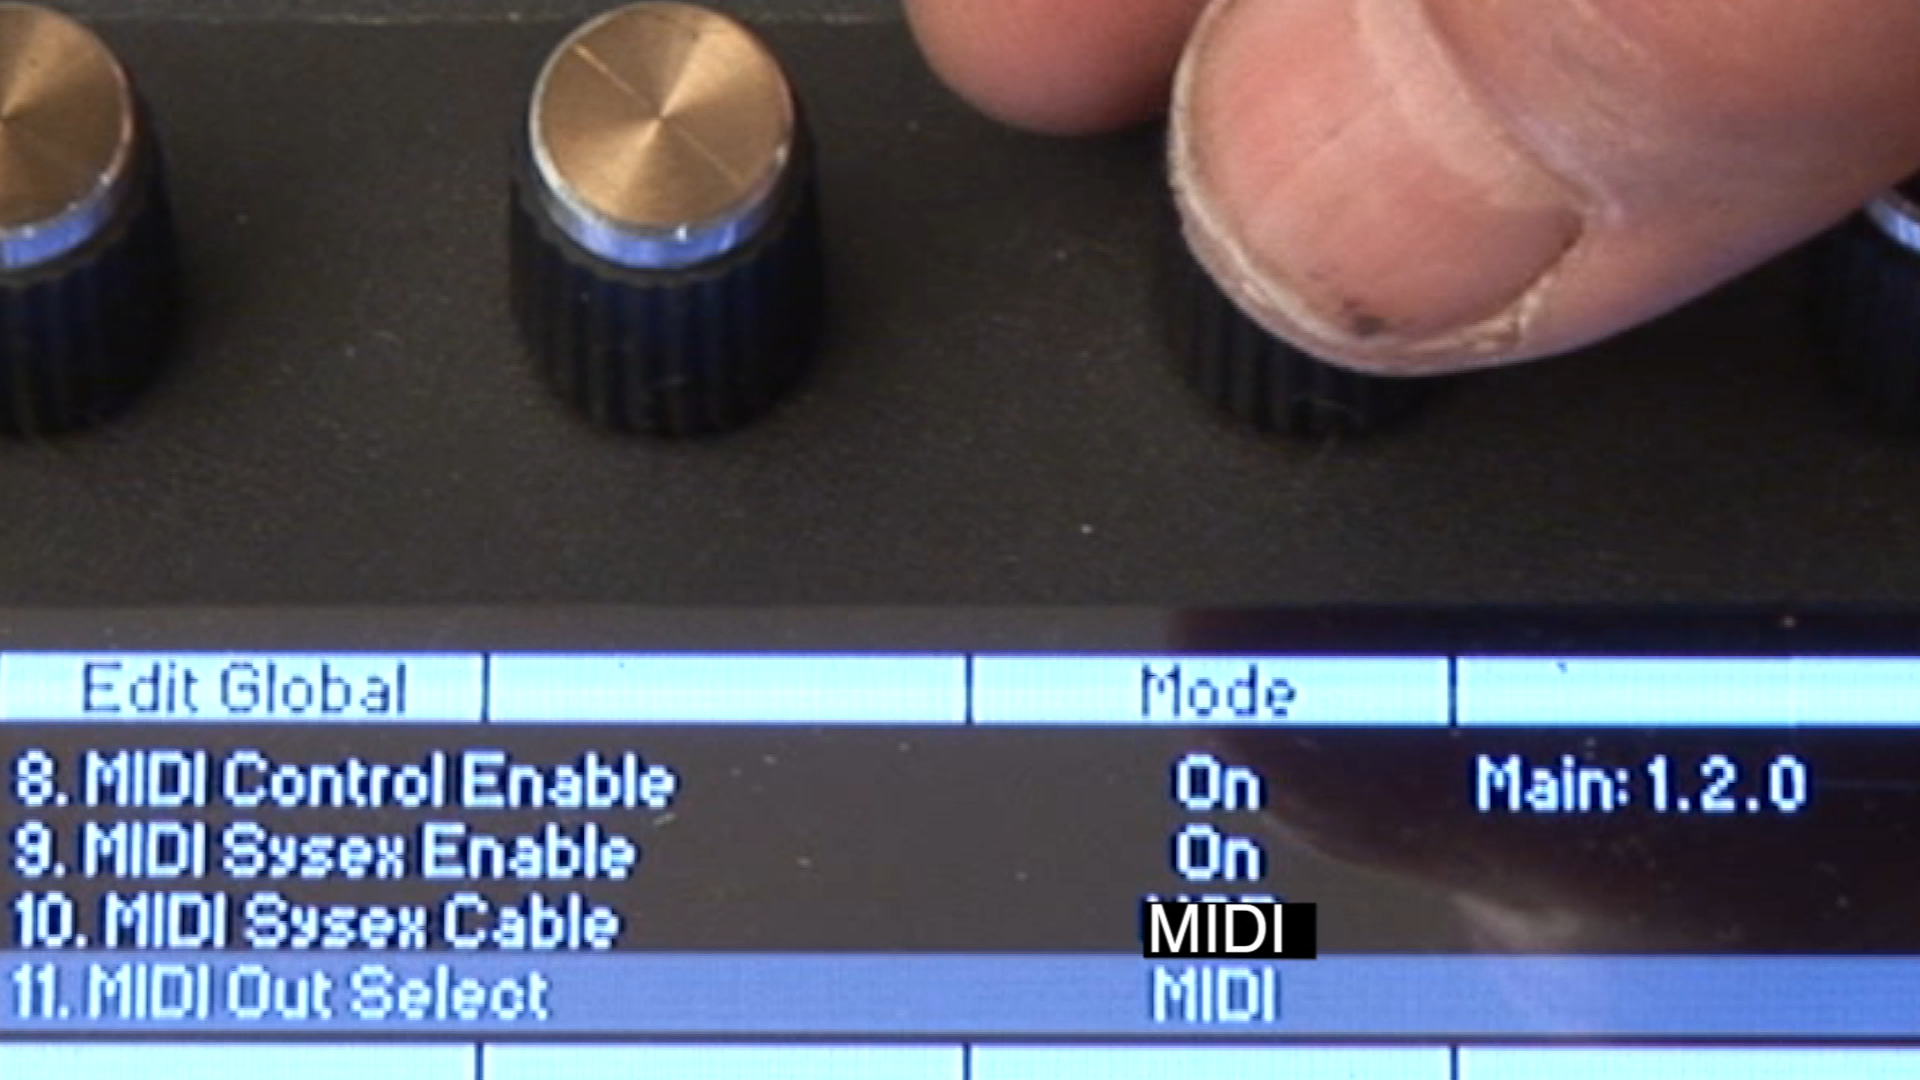 Edit Global Mode
8. MIDI Control Enable On Main: 1.2.0
9. MIDI Sysex Enable On
10. MIDI Sysex Cable MIDI
11. MIDI Out Select MIDI